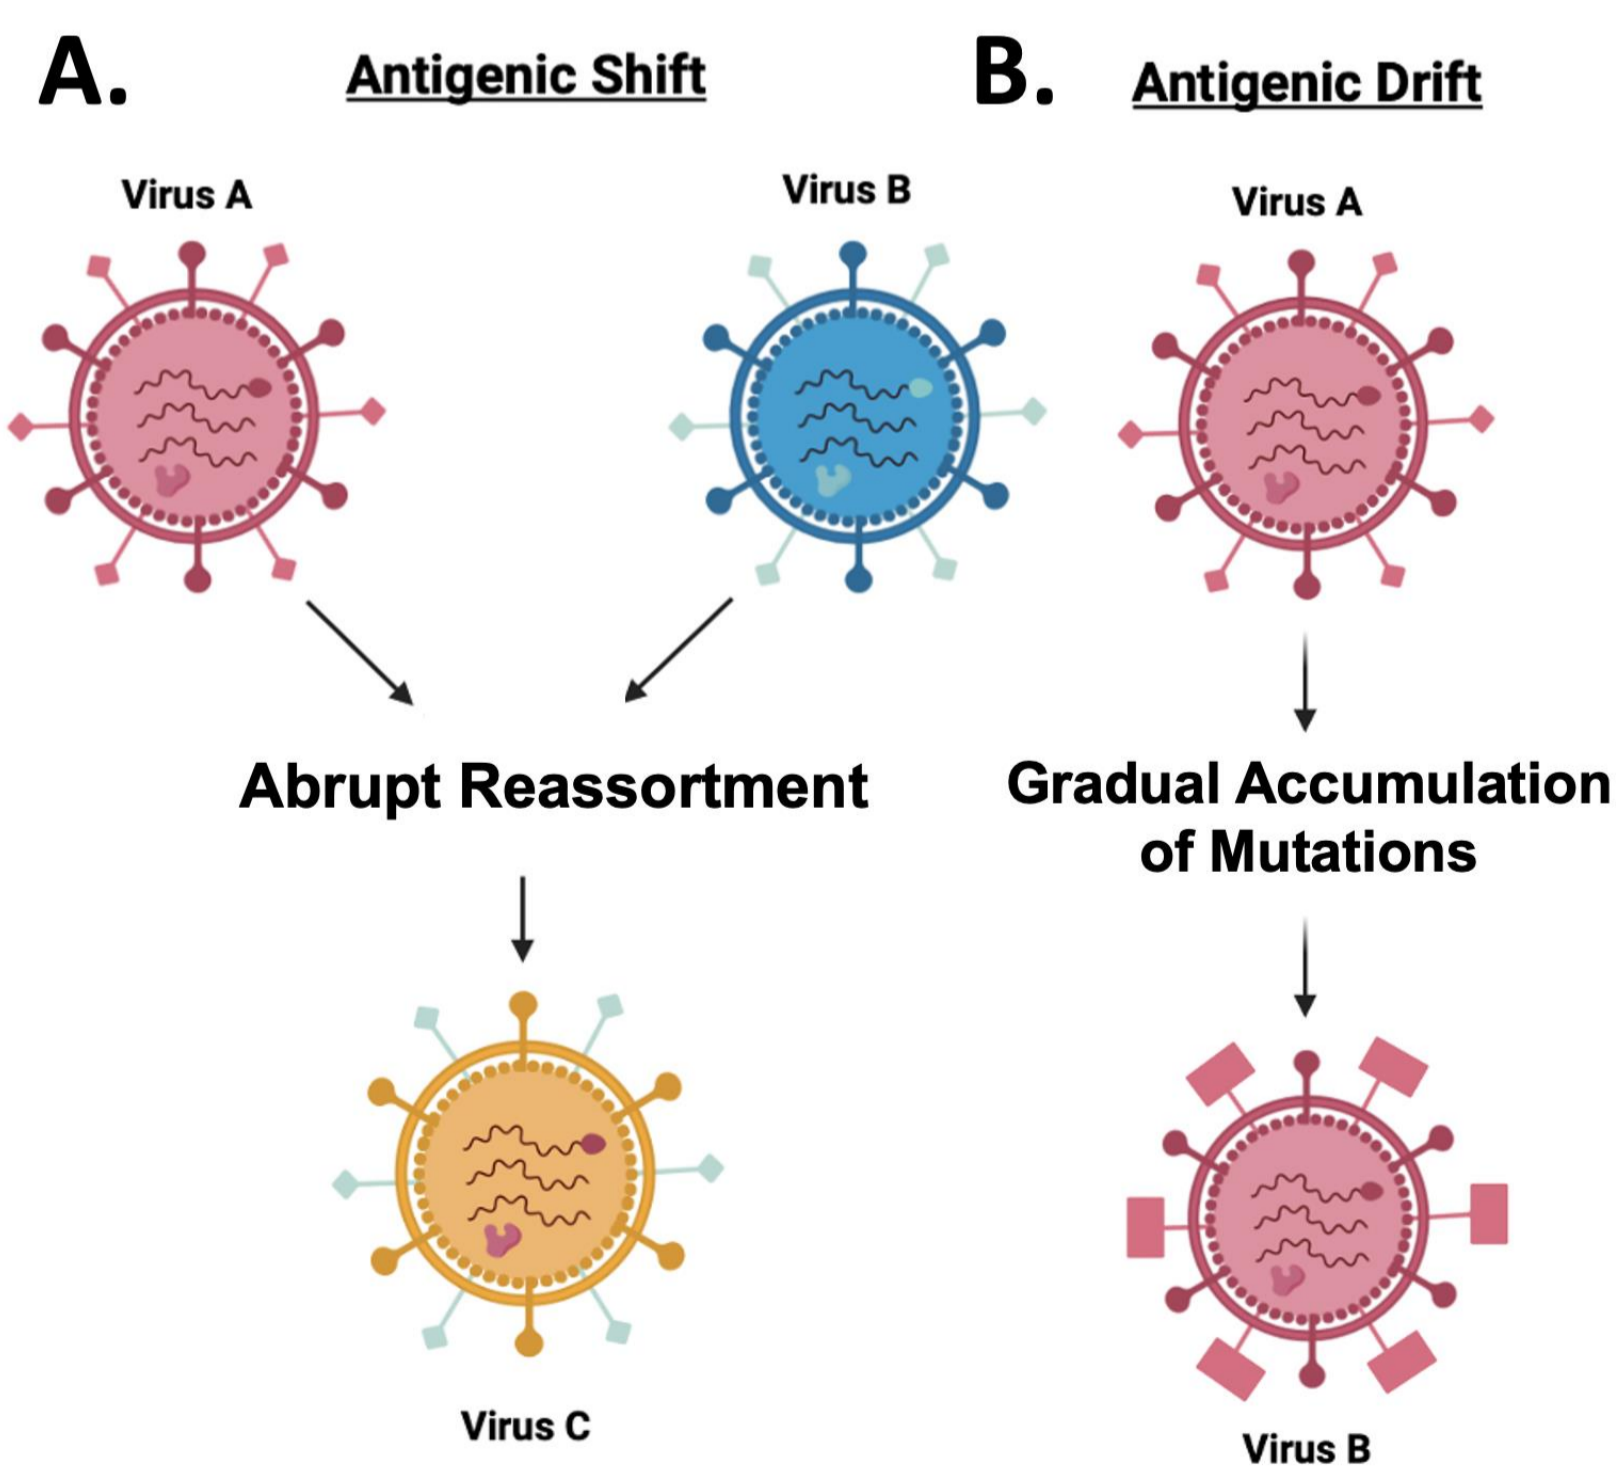 A.
Antigenic Shift
Virus A
Virus B
Abrupt Reassortment
Virus C
B.
Antigenic Drift
Virus A
Gradual Accumulation
of Mutations
Virus B